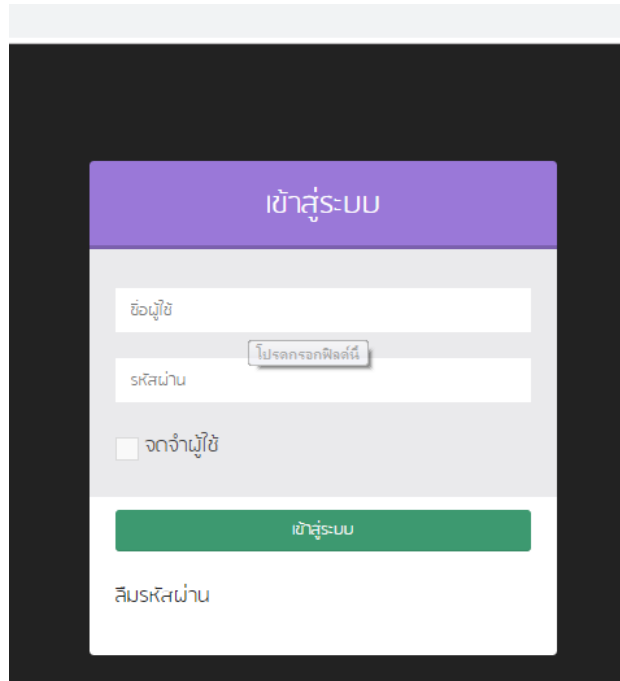 เข้าสู่ระบบ
ชื่อผู้ใช้
โปรดกรอกฟิลด์นี้
รหัสผ่าน
จดจำผู้ใช้
เข้าสู่ระบบ
ลืมรหัสผ่าน